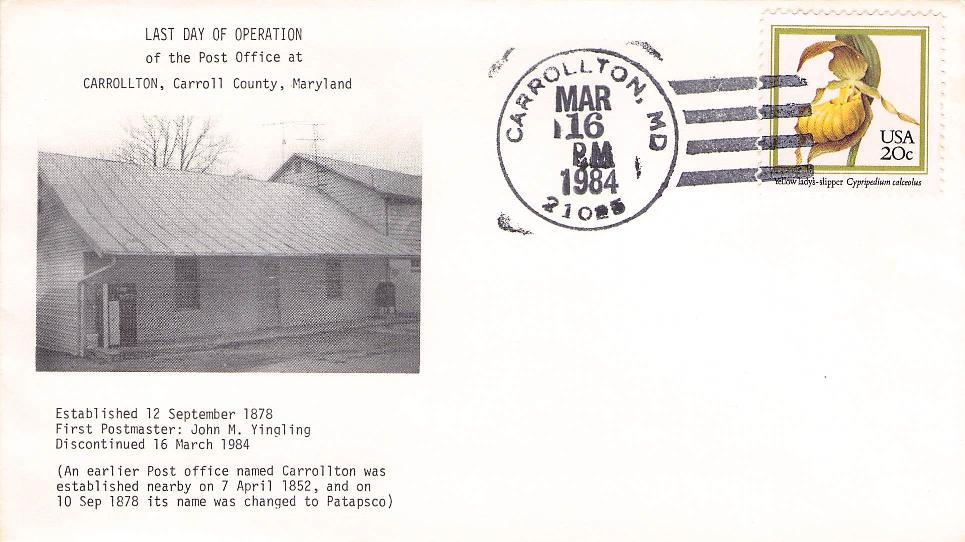 LAST DAY OF OPERATION
of the Post Office at
CARROLLTON, Carroll County, Maryland
CARROLLTON, MD
MAR
16
PM
1984
USA
20c
Yellow lady's-slipper Cypripedium calceolus
Established 12 September 1878
First Postmaster: John M. Yingling
Discontinued 16 March 1984
(An earlier Post office named Carrollton was
established nearby on 7 April 1852, and on
10 Sep 1878 its name was changed to Patapsco)